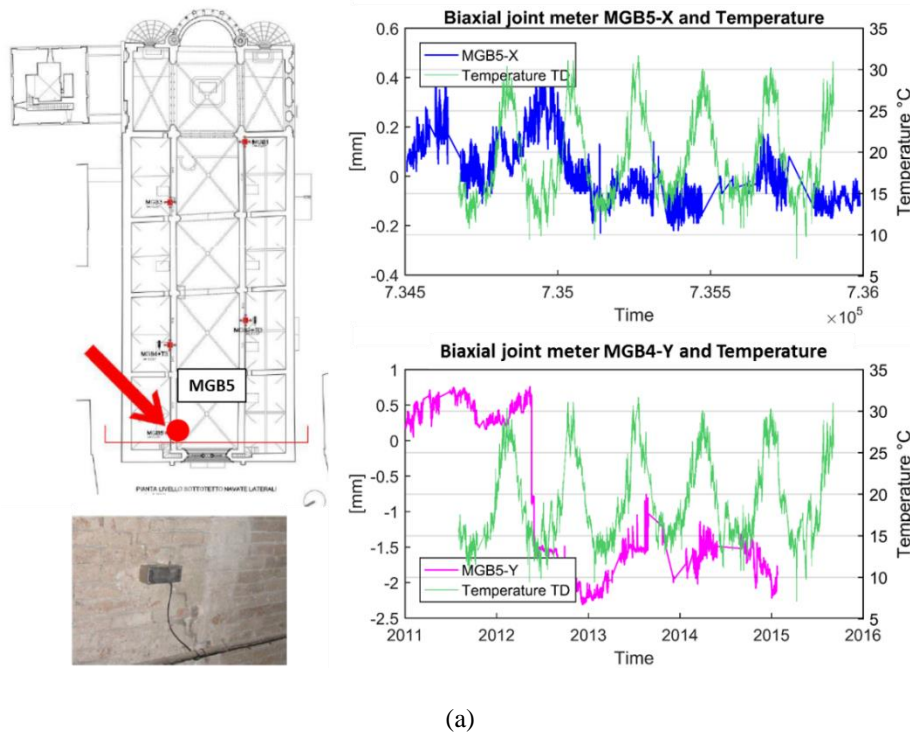 MGB5
PIANTA LIVELLO SOTTOTETTO NAVATE LATERALI
Biaxial joint meter MGB5-X and Temperature
MGB5-X
Temperature TD
0.6
0.4
0.2
0
-0.2
-0.4
[mm]
35
30
25
20
15
10
5
Temperature °C
7.345
7.35
7.355
7.36
Time
×10⁵
Biaxial joint meter MGB4-Y and Temperature
1
0.5
0
-0.5
-1
-1.5
-2
-2.5
[mm]
MGB5-Y
Temperature TD
35
30
25
20
15
10
5
Temperature °C
2011
2012
2013
2014
2015
2016
Time
(a)